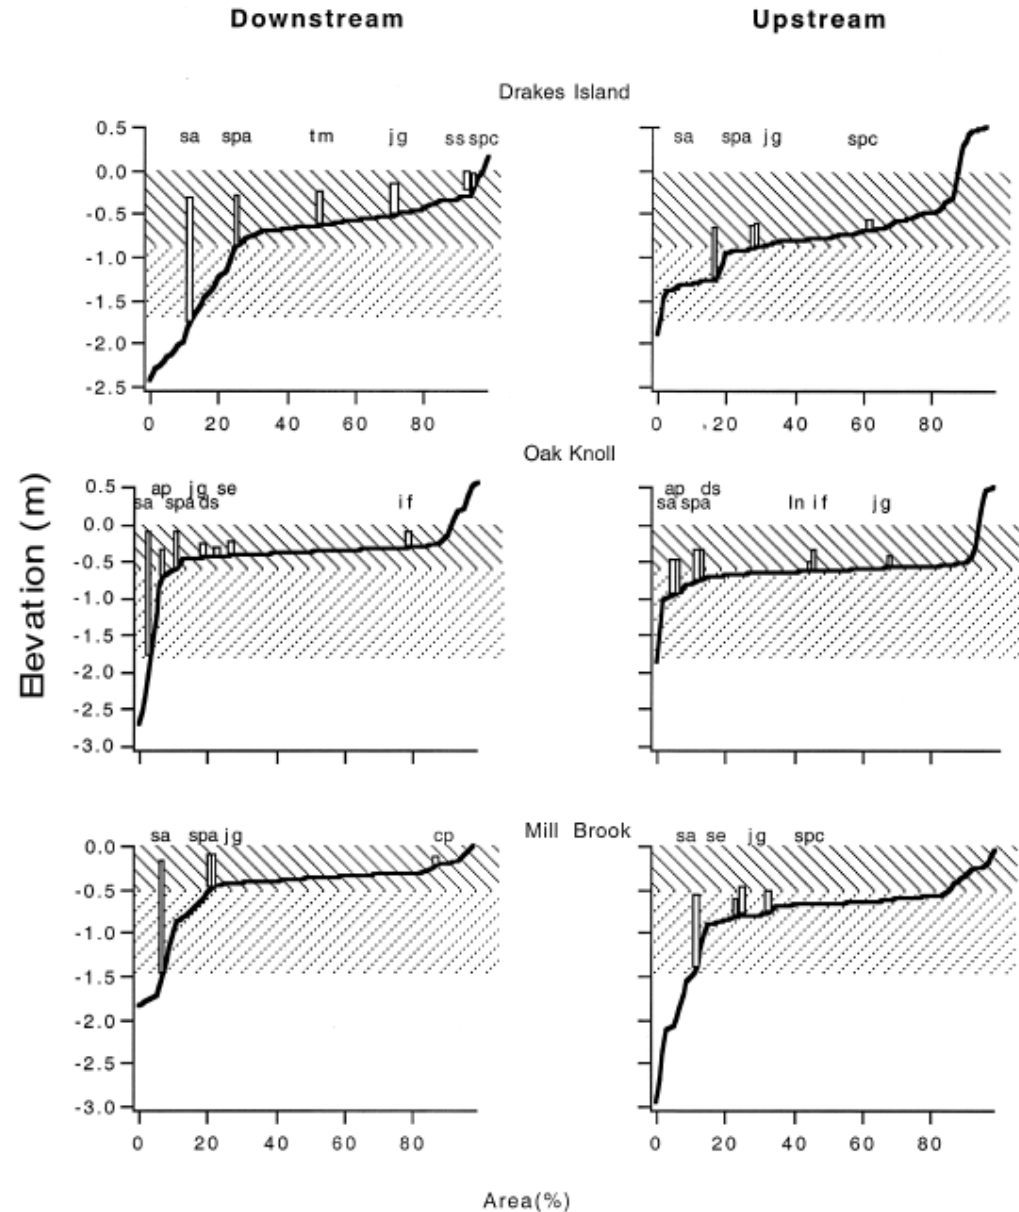 Downstream Upstream
Drakes Island
0.5 sa spa tm jg ss spc sa spa jg spc
0.0
-0.5
-1.0
-1.5
-2.0
-2.5
0 20 40 60 80 0 20 40 60 80
Oak Knoll
Elevation (m)
0.5 ap jg se ap ds
sa spa ds if sa spa ln if jg
0.0
-0.5
-1.0
-1.5
-2.0
-2.5
-3.0
Mill Brook
sa spa jg cp sa se jg spc
0.0
-0.5
-1.0
-1.5
-2.0
-2.5
-3.0
0 20 40 60 80 0 20 40 60 80
Area(%)